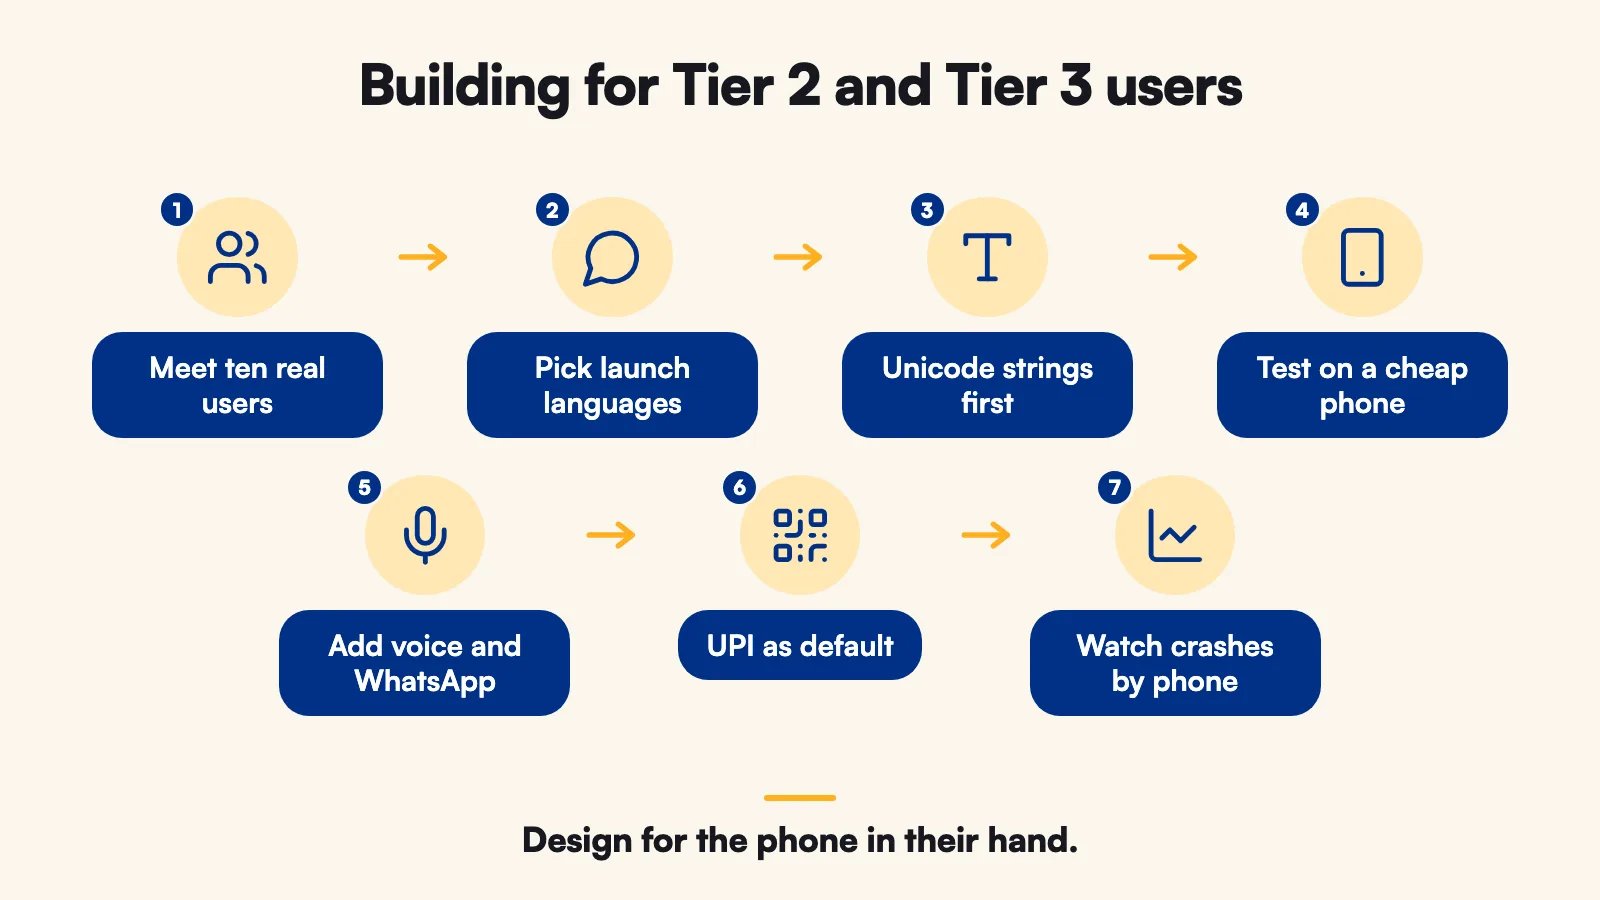 Building for Tier 2 and Tier 3 users
1
Meet ten real
users
2
Pick launch
languages
3
Unicode strings
first
4
Test on a cheap
phone
5
Add voice and
WhatsApp
6
UPI as default
7
Watch crashes
by phone
Design for the phone in their hand.